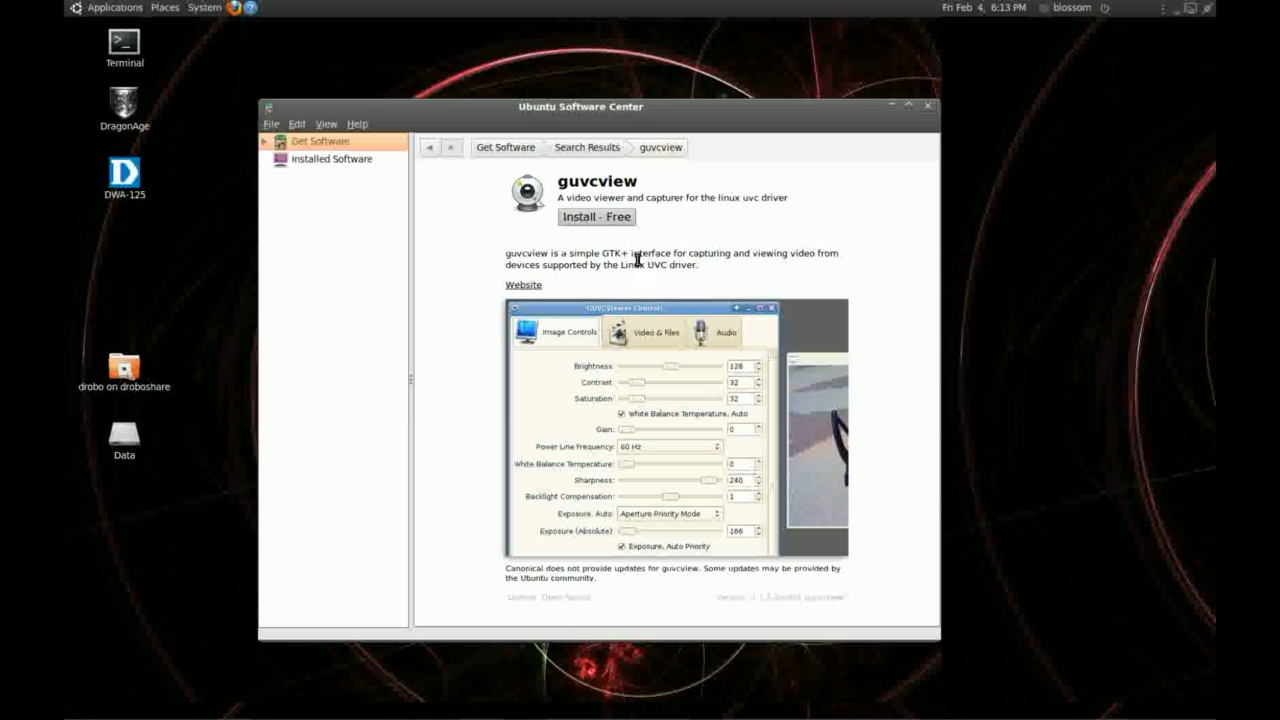 Applications Places System
Fri Feb 4, 6:13 PM
blossom
Terminal
DragonAge
DWA-125
drobo on droboshare
Data
Ubuntu Software Center
File Edit View Help
Get Software
Installed Software
Get Software Search Results guvcview
guvcview
A video viewer and capturer for the linux uvc driver
Install - Free
guvcview is a simple GTK+ interface for capturing and viewing video from
devices supported by the Linux UVC driver.
Website
GUVCViewer Controls
Image Controls Video & Files Audio
Brightness: 128
Contrast: 32
Saturation: 32
White Balance Temperature, Auto
Gain: 0
Power Line Frequency: 60 Hz
White Balance Temperature: 0
Sharpness: 240
Backlight Compensation: 1
Exposure, Auto: Aperture Priority Mode
Exposure (Absolute) 166
Exposure, Auto Priority
Canonical does not provide updates for guvcview. Some updates may be provided by
the Ubuntu community.
License: Open Source